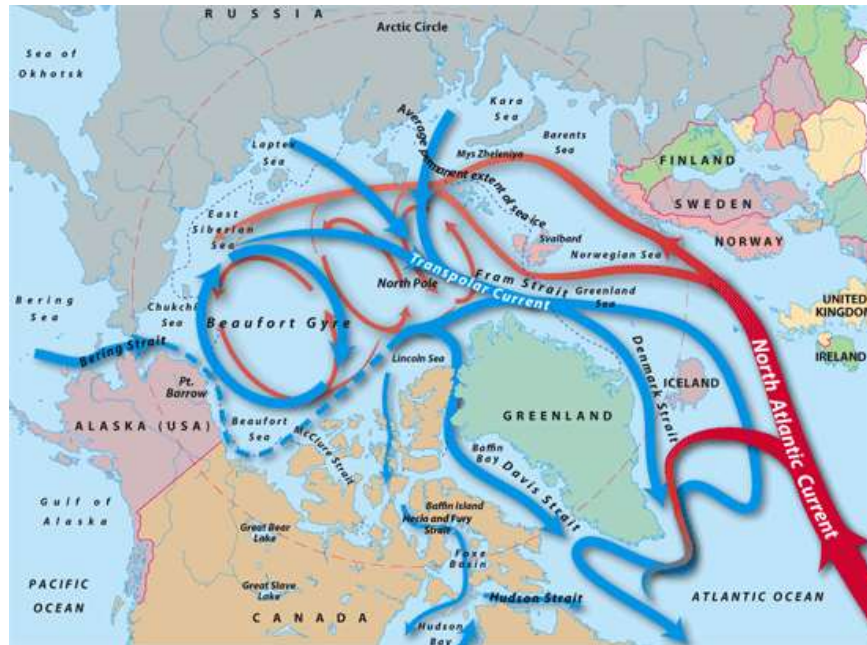 RUSSIA
Arctic Circle
Sea of
Okhotsk
Kara
Sea
Barents
Sea
Laptev
Sea
Average permanent extent of sea ice
Mys Zheleniya
FINLAND
SWEDEN
NORWAY
East
Siberian
Sea
Svalbard
Norwegian Sea
Transpolar Current
Fram Strait
North Pole
Greenland
Sea
Bering
Sea
Chukchi
Sea
Beaufort Gyre
UNITED
KINGDOM
IRELAND
Bering Strait
Lincoln Sea
Denmark Strait
North Atlantic Current
ICELAND
Pt.
Barrow
ALASKA (USA)
Beaufort
Sea
McClure Strait
GREENLAND
Baffin
Bay
Davis Strait
Gulf of
Alaska
Great Bear
Lake
Baffin Island
Hecla and Fury
Strait
Foxe
Basin
PACIFIC
OCEAN
Great Slave
Lake
Hudson Strait
ATLANTIC OCEAN
CANADA
Hudson
Bay